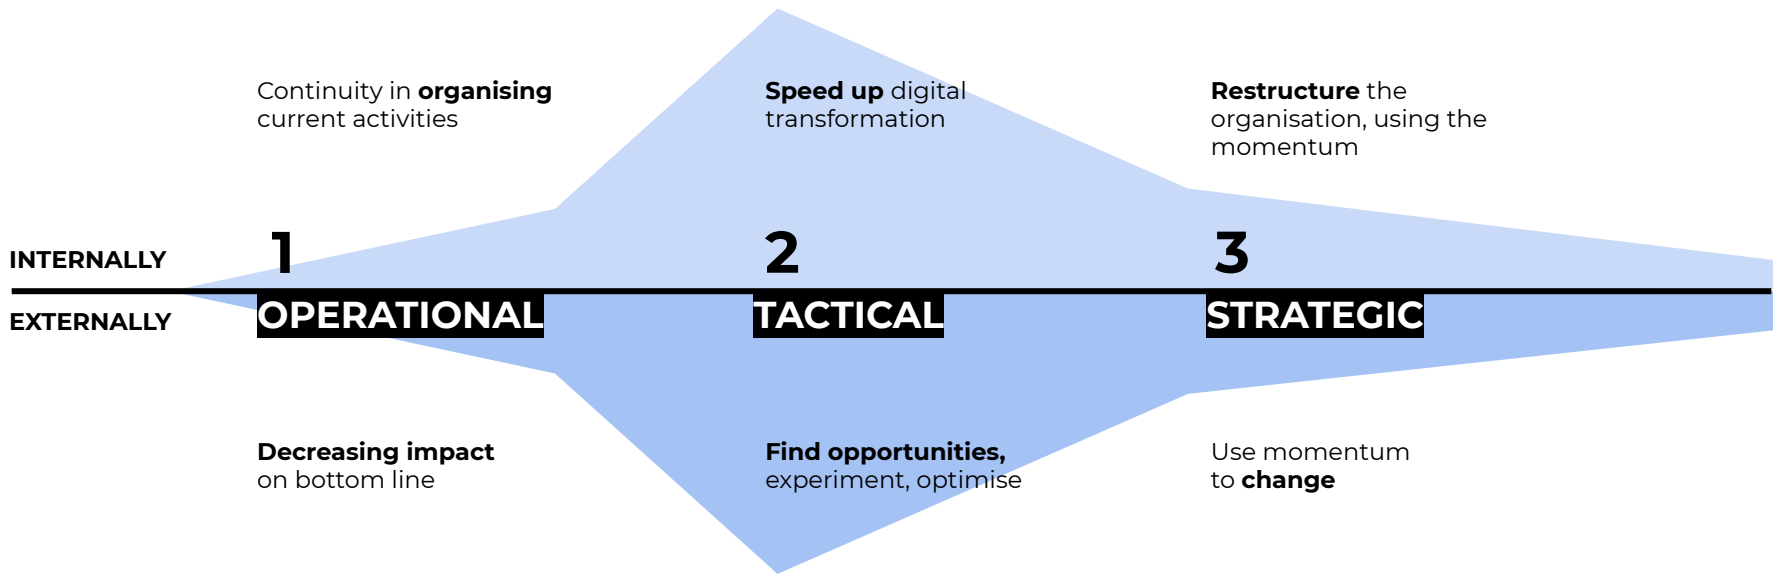 Continuity in organising
current activities
Speed up digital
transformation
Restructure the
organisation, using the
momentum
INTERNALLY
1
2
3
EXTERNALLY
OPERATIONAL
TACTICAL
STRATEGIC
Decreasing impact
on bottom line
Find opportunities,
experiment, optimise
Use momentum
to change